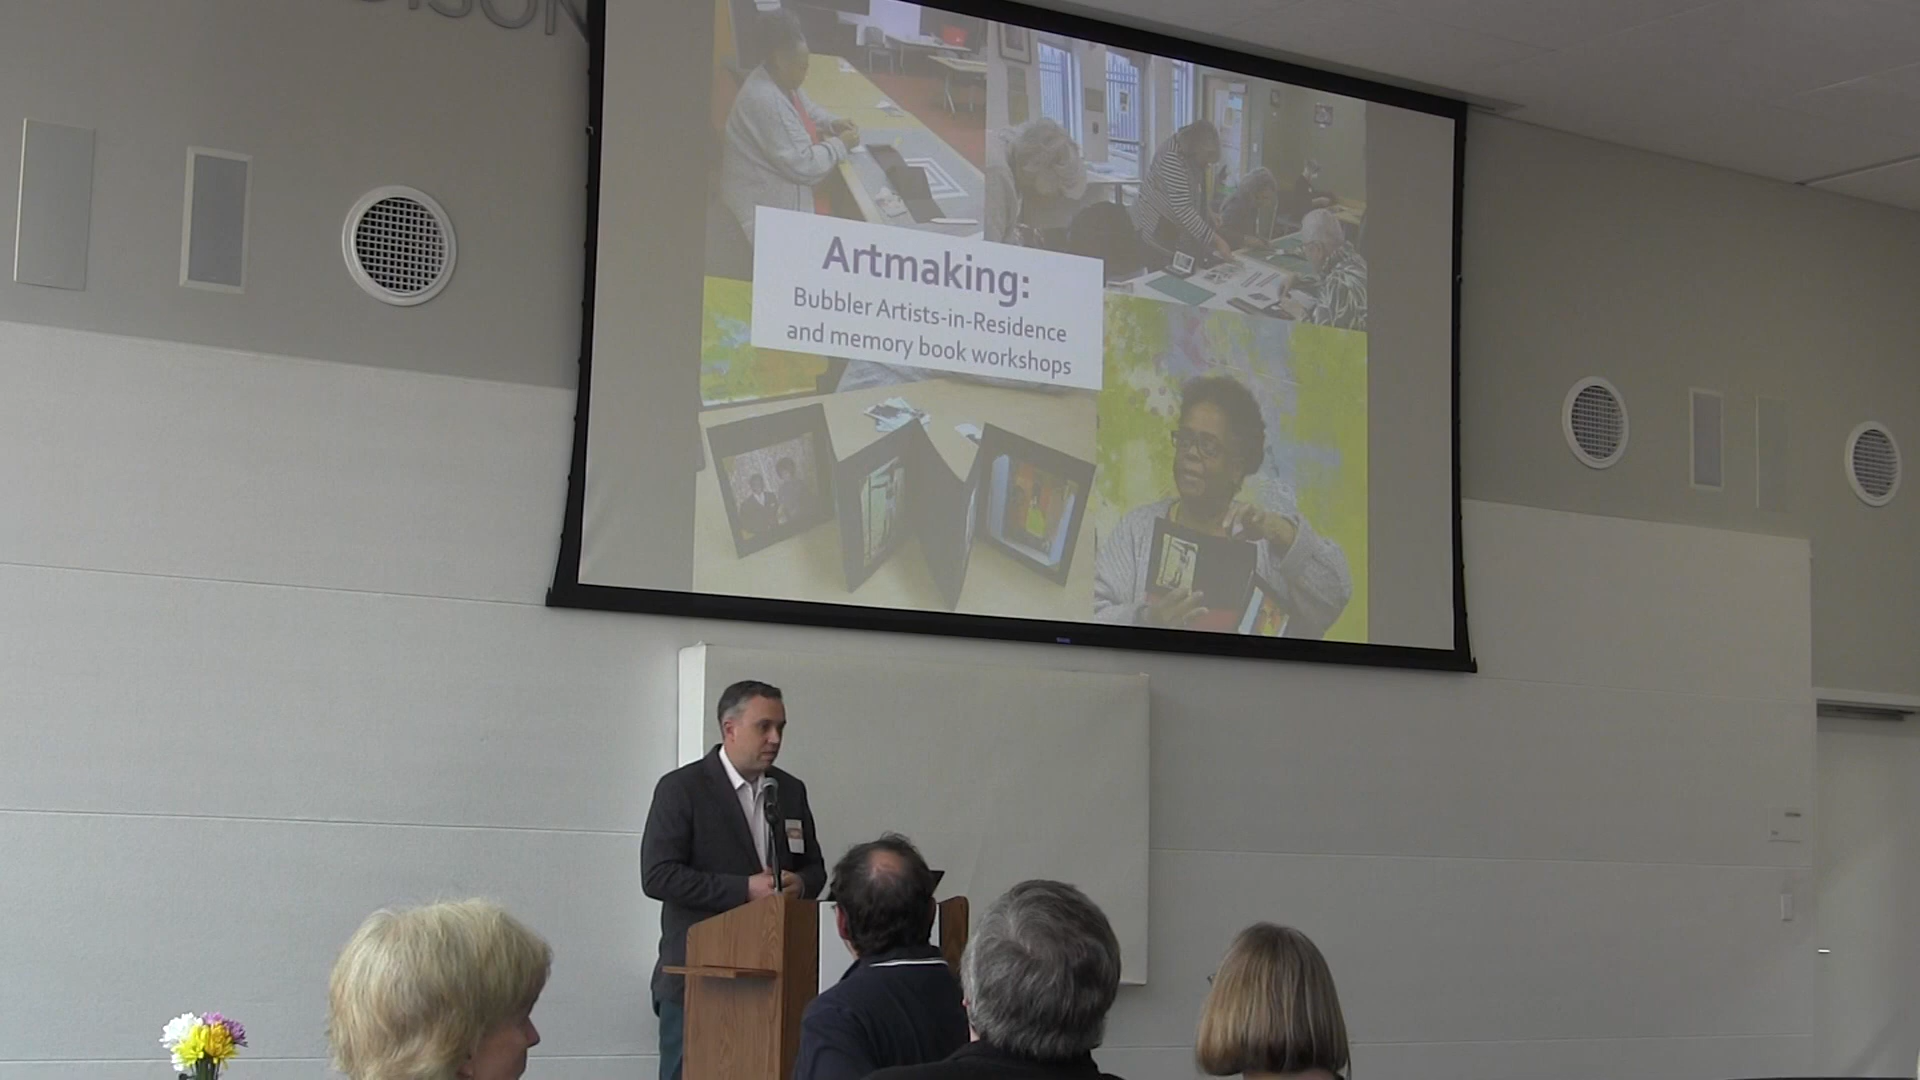 Artmaking:
Bubbler Artists-in-Residence
and memory book workshops